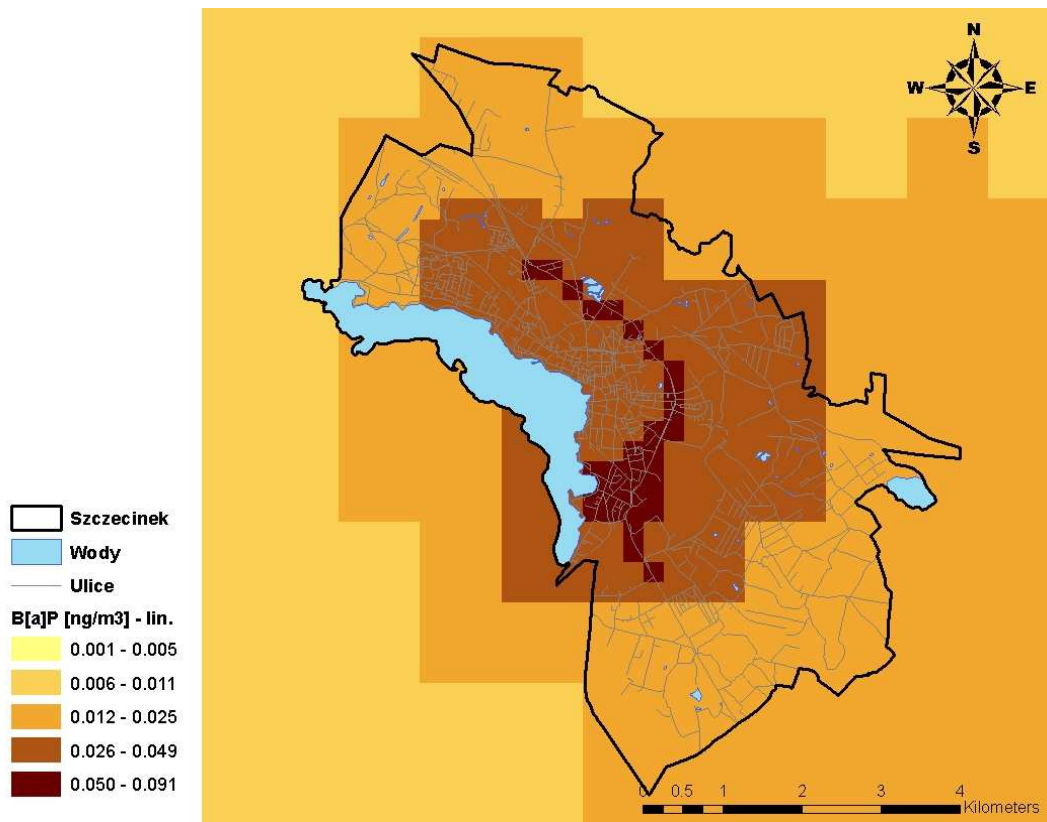 N
W E
S
Szczecinek
Wody
Ulice
B[a]P [ng/m3] - lin.
0.001 - 0.005
0.006 - 0.011
0.012 - 0.025
0.026 - 0.049
0.050 - 0.091
0 0.5 1 2 3 4
Kilometers